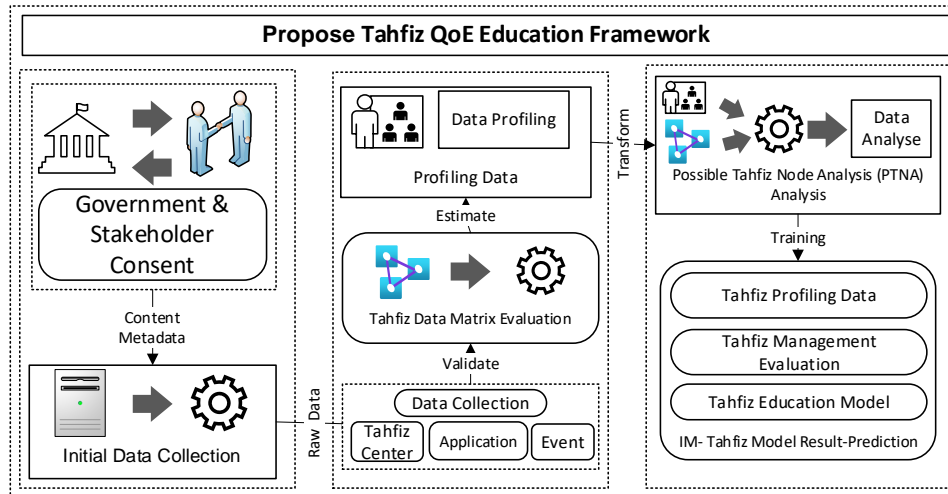 Propose Tahfiz QoE Education Framework
Government &
Stakeholder
Consent
Content
Metadata
Initial Data Collection
Raw Data
Data Profiling
Profiling Data
Estimate
Tahfiz Data Matrix Evaluation
Validate
Data Collection
Tahfiz
Center
Application
Event
Transform
Data
Analyse
Possible Tahfiz Node Analysis (PTNA)
Analysis
Training
Tahfiz Profiling Data
Tahfiz Management
Evaluation
Tahfiz Education Model
IM- Tahfiz Model Result-Prediction